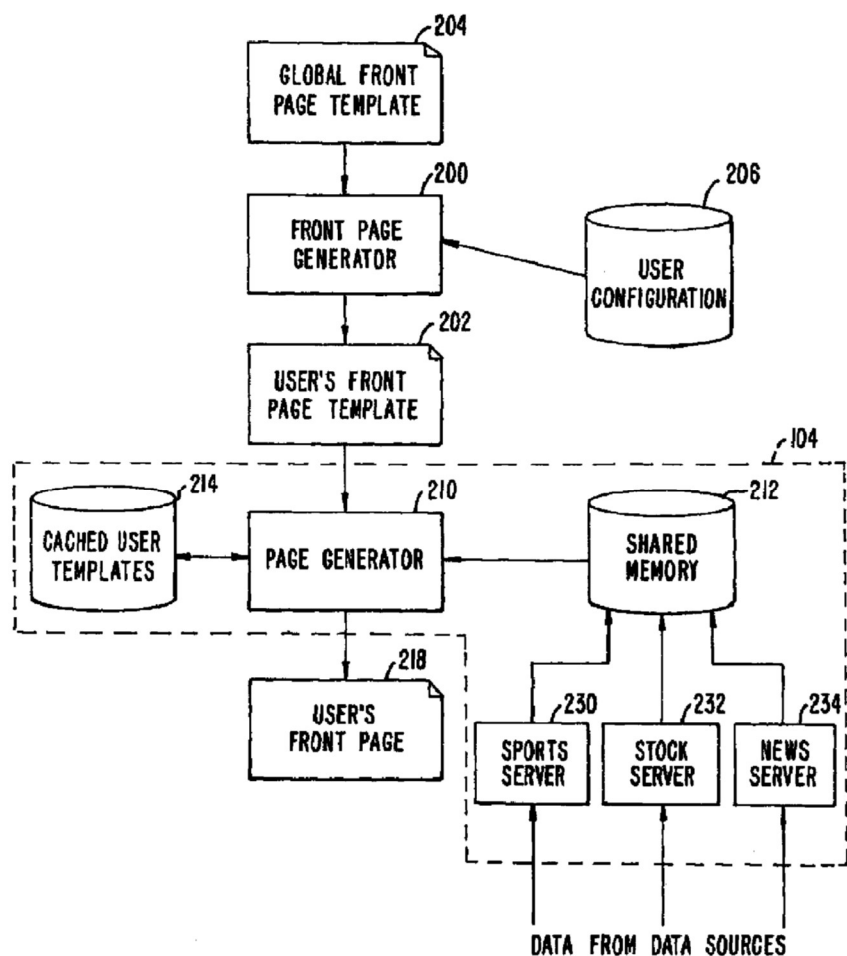 204
GLOBAL FRONT
PAGE TEMPLATE
200
FRONT PAGE
GENERATOR
206
USER
CONFIGURATION
202
USER'S FRONT
PAGE TEMPLATE
104
214
CACHED USER
TEMPLATES
210
PAGE GENERATOR
212
SHARED
MEMORY
218
USER'S
FRONT PAGE
230
SPORTS
SERVER
232
STOCK
SERVER
234
NEWS
SERVER
DATA FROM DATA SOURCES